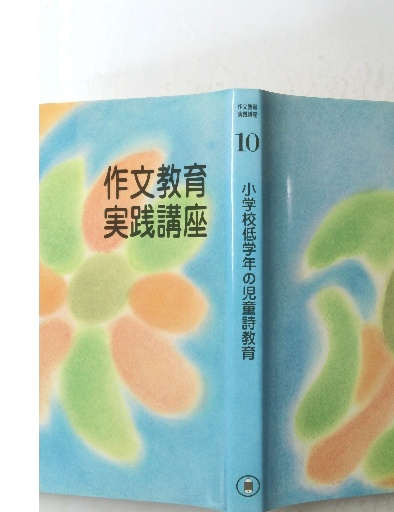 作文教育
実践講座
作文教育
実践講座
10
小学校低学年の児童詩教育